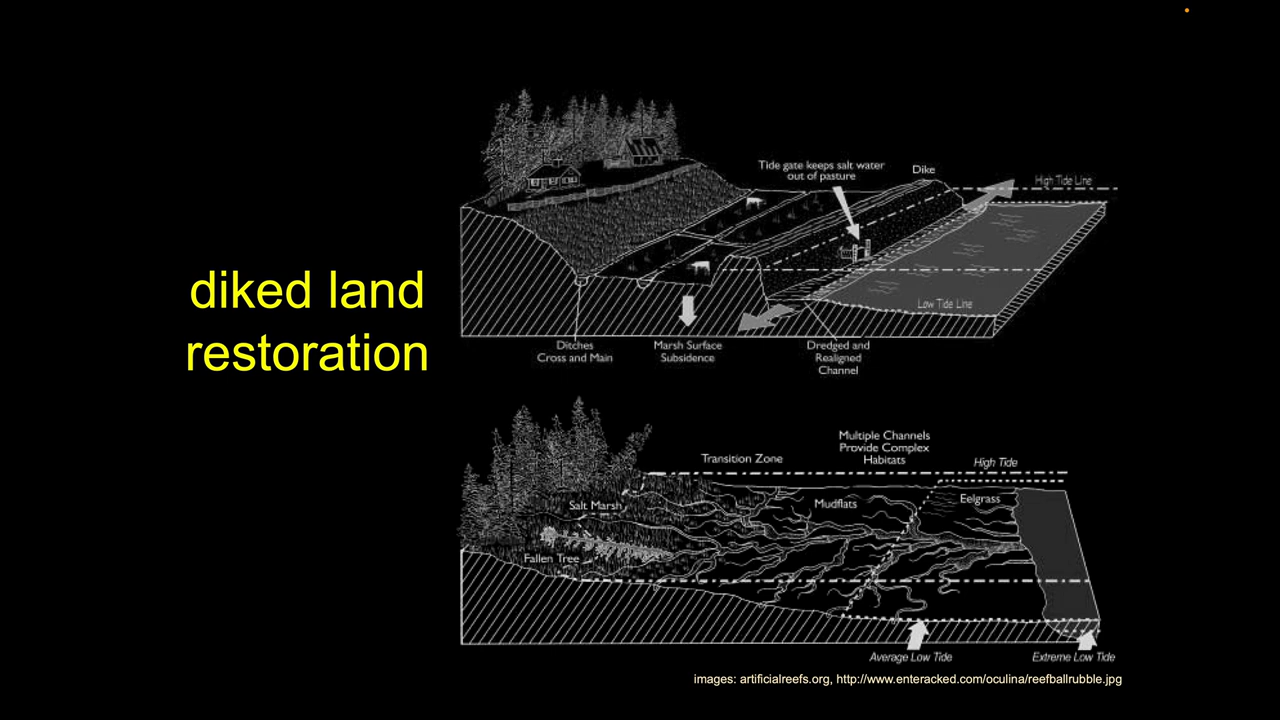 diked land
restoration
Tide gate keeps salt water
out of pasture
Dike
High Tide Line
Low Tide Line
Ditches
Cross and Main
Marsh Surface
Subsidence
Dredged and
Realigned
Channel
Multiple Channels
Provide Complex
Habitats
Transition Zone
High Tide
Salt Marsh
Mudflats
Eelgrass
Fallen Tree
Average Low Tide
Extreme Low Tide
images: artificialreefs.org, http://www.enteracked.com/oculina/reefballrubble.jpg